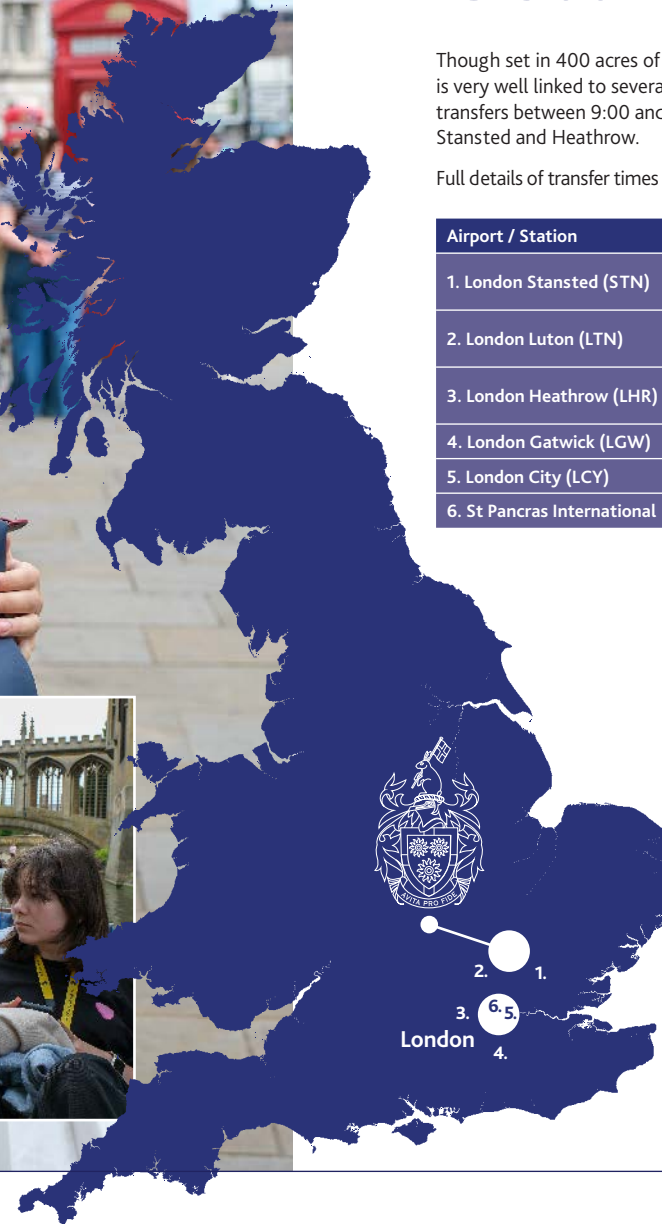 Though set in 400 acres of
is very well linked to severa
transfers between 9:00 and
Stansted and Heathrow.
Full details of transfer times
Airport / Station
1. London Stansted (STN)
2. London Luton (LTN)
3. London Heathrow (LHR)
4. London Gatwick (LGW)
5. London City (LCY)
6. St Pancras International
AVITA PRO FIDE
2.
1.
3.
6.
5.
London
4.